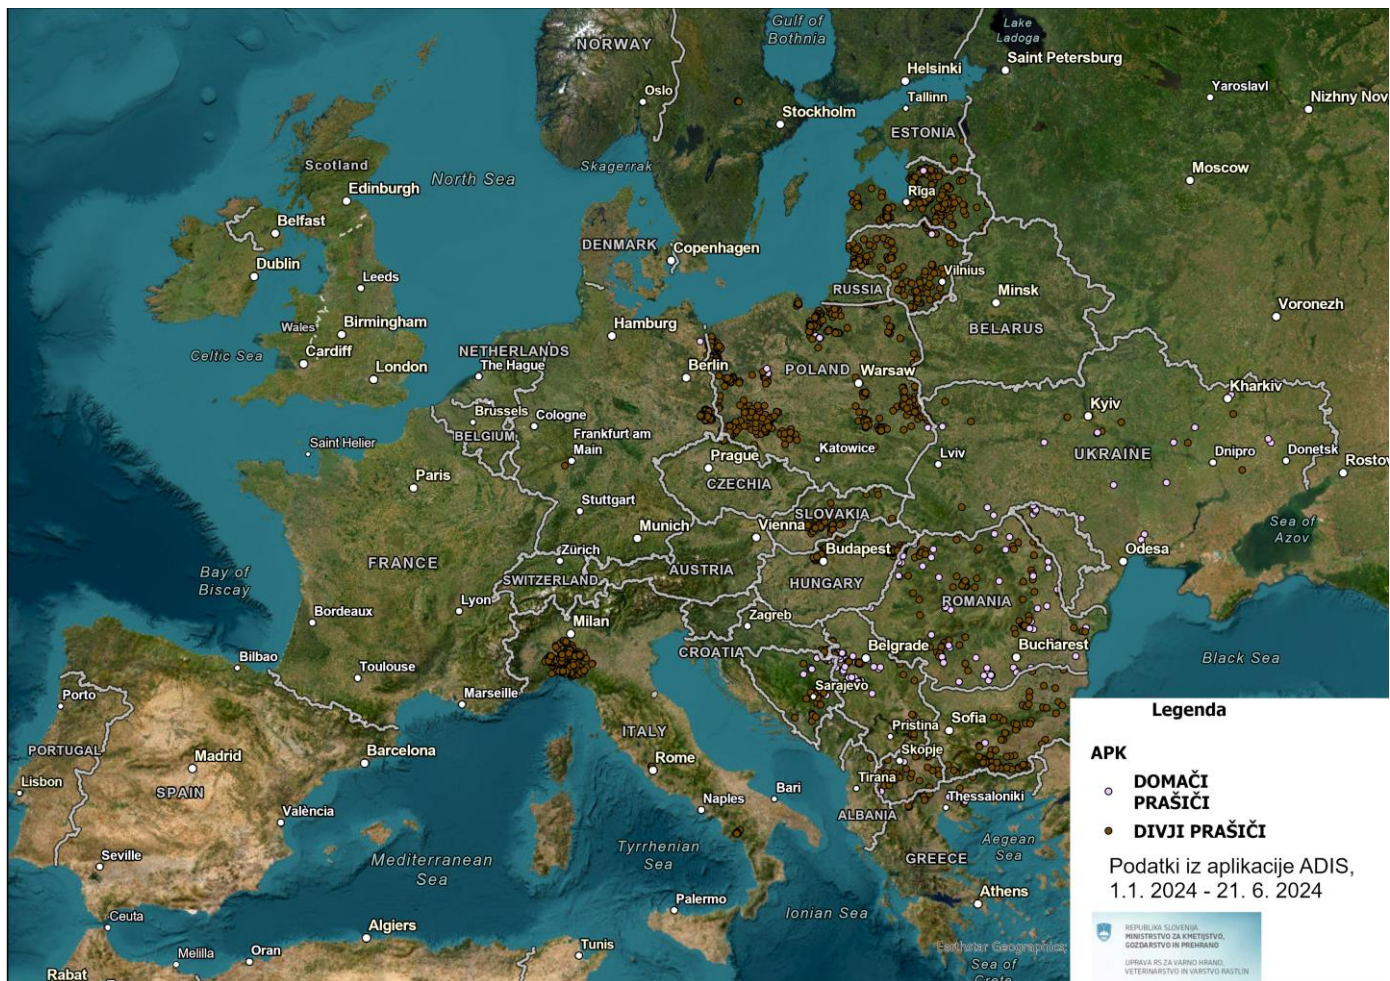 Gulf of
Bothnia
Lake
Ladoga
NORWAY
Saint Petersburg
Helsinki
Oslo
Yaroslavl
Tallinn
Nizhny Nov
Stockholm
ESTONIA
Scotland
Skagerrak
Moscow
North Sea
Edinburgh
Rīga
Belfast
DENMARK
Copenhagen
Dublin
Leeds
Vilnius
RUSSIA
Minsk
Voronezh
Wales
Birmingham
Hamburg
BELARUS
Celtic Sea
Cardiff
NETHERLANDS
London
The Hague
Berlin
POLAND
Warsaw
Kharkiv
Brussels
Cologne
Kyiv
Saint Helier
BELGIUM
Frankfurt am
Main
Katowice
Lviv
UKRAINE
Dnipro
Donetsk
Rostov
Paris
Prague
CZECHIA
Stuttgart
SLOVAKIA
Munich
Vienna
Sea of
Azov
Zürich
Budapest
Odesa
FRANCE
AUSTRIA
Bay of
Biscay
SWITZERLAND
HUNGARY
Lyon
ROMANIA
Bordeaux
Milan
Zagreb
Belgrade
Bucharest
CROATIA
Black Sea
Bilbao
Toulouse
Marseille
Sarajevo
Porto
Pristina
Sofia
ITALY
Skopje
PORTUGAL
Madrid
Barcelona
Rome
Tirana
Lisbon
SPAIN
Bari
Thessaloniki
Naples
València
ALBANIA
Aegean
Sea
Tyrrhenian
Sea
GREECE
Seville
Mediterranean
Sea
Athens
Palermo
Ionian Sea
Ceuta
Algiers
Melilla
Oran
Tunis
Earthstar Geographics;
Sea of
Crete
Rabat
Legenda
APK
DOMAČI
PRAŠIČI
DIVJI PRAŠIČI
Podatki iz aplikacije ADIS,
1.1. 2024 - 21. 6. 2024
REPUBLIKA SLOVENIJA
MINISTRSTVO ZA KMETIJSTVO,
GOZDARSTVO IN PREHRANO
UPRAVA RS ZA VARNO HRANO,
VETERINARSTVO IN VARSTVO RASTLIN